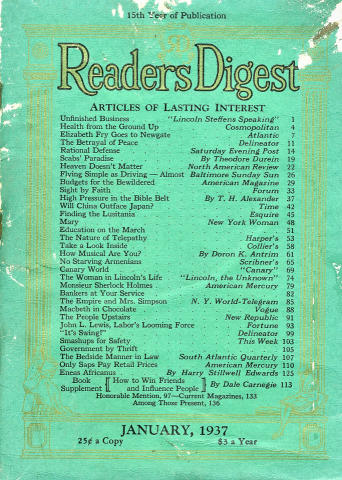 15th Year of Publication
Readers Digest
ARTICLES OF LASTING INTEREST
Unfinished Business "Lincoln Steffens Speaking" 1
Health from the Ground Up Cosmopolitan 4
Elizabeth Fry Goes to Newgate Atlantic 7
The Betrayal of Peace Delineator 11
Rational Defense Saturday Evening Post 14
Scabs' Paradise By Theodore Durein 19
Heaven Doesn't Matter North American Review 22
Flying Simple as Driving — Almost Baltimore Sunday Sun 26
Budgets for the Bewildered American Magazine 29
Sight by Faith Forum 33
High Pressure in the Bible Belt By T. H. Alexander 37
Will China Outface Japan? Time 42
Finding the Lusitania Esquire 45
Mary New York Woman 48
Education on the March 51
The Nature of Telepathy Harper's 53
Take a Look Inside Collier's 58
How Musical Are You? By Doron K. Antrim 61
No Starving Armenians Scribner's 65
Canary World "Canary" 69
The Woman in Lincoln's Life "Lincoln, the Unknown" 74
Monsieur Sherlock Holmes American Mercury 79
Bankers at Your Service 82
The Empire and Mrs. Simpson N. Y. World-Telegram 85
Macbeth in Chocolate Vogue 88
The People Upstairs New Republic 91
John L. Lewis, Labor's Looming Force Fortune 93
"It's Swing!" Delineator 99
Smashups for Safety This Week 103
Government by Thrift 105
The Bedside Manner in Law South Atlantic Quarterly 107
Only Saps Pay Retail Prices American Mercury 110
Eneas Africanus By Harry Stillwell Edwards 125
Book Supplement [ How to Win Friends and Influence People ] By Dale Carnegie 113
Honorable Mention, 97—Current Magazines, 133
Among Those Present, 136
JANUARY, 1937
25¢ a Copy $3 a Year